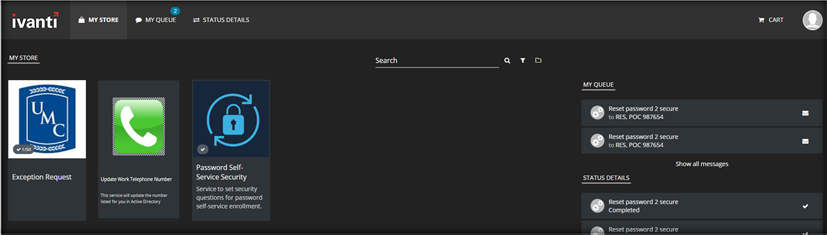 ivanti
MY STORE
MY QUEUE
2
STATUS DETAILS
CART
MY STORE
Search
UMC
1/50
Exception Request
Update Work Telephone Number
This service will update the number
listed for you in Active Directory
Password Self-
Service Security
Service to set security
questions for password
self-service enrollment.
MY QUEUE
Reset password 2 secure
to RES, POC 987654
Reset password 2 secure
to RES, POC 987654
Show all messages
STATUS DETAILS
Reset password 2 secure
Completed
Reset password 2 secure